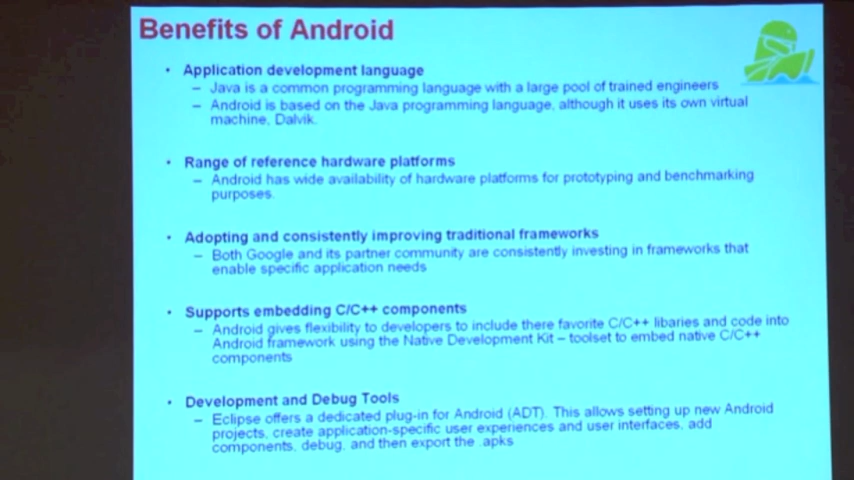 Benefits of Android
• Application development language
– Java is a common programming language with a large pool of trained engineers
– Android is based on the Java programming language, although it uses its own virtual
machine, Dalvik.
• Range of reference hardware platforms
– Android has wide availability of hardware platforms for prototyping and benchmarking
purposes.
• Adopting and consistently improving traditional frameworks
– Both Google and its partner community are consistently investing in frameworks that
enable specific application needs
• Supports embedding C/C++ components
– Android gives flexibility to developers to include there favorite C/C++ libaries and code into
Android framework using the Native Development Kit – toolset to embed native C/C++
components
• Development and Debug Tools
– Eclipse offers a dedicated plug-in for Android (ADT). This allows setting up new Android
projects, create application-specific user experiences and user interfaces, add
components, debug, and then export the .apks